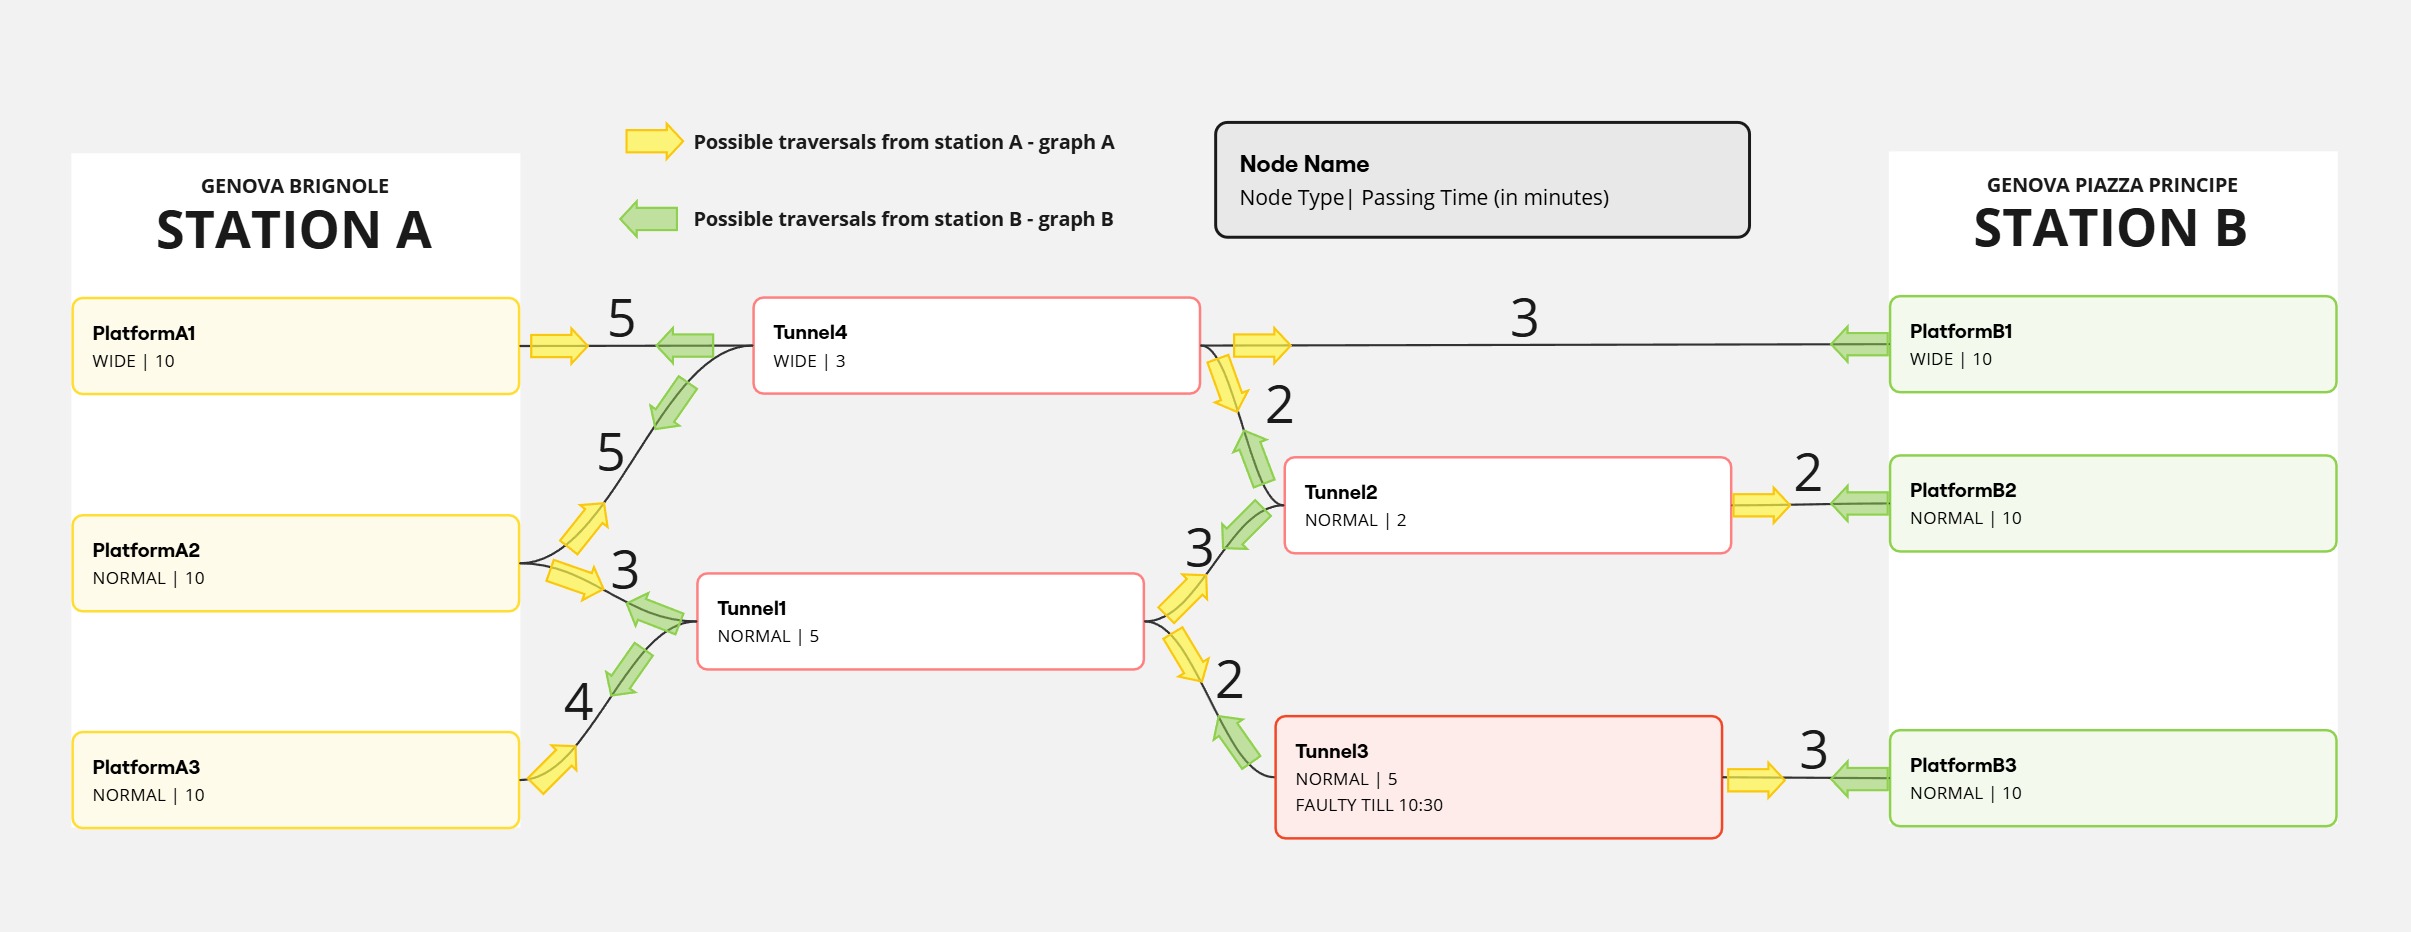 Possible traversals from station A - graph A
Possible traversals from station B - graph B
Node Name
Node Type| Passing Time (in minutes)
GENOVA BRIGNOLE
STATION A
GENOVA PIAZZA PRINCIPE
STATION B
PlatformA1
WIDE | 10
5
Tunnel4
WIDE | 3
3
PlatformB1
WIDE | 10
2
5
PlatformA2
NORMAL | 10
3
Tunnel2
NORMAL | 2
2
PlatformB2
NORMAL | 10
3
Tunnel1
NORMAL | 5
4
2
PlatformA3
NORMAL | 10
Tunnel3
NORMAL | 5
FAULTY TILL 10:30
3
PlatformB3
NORMAL | 10